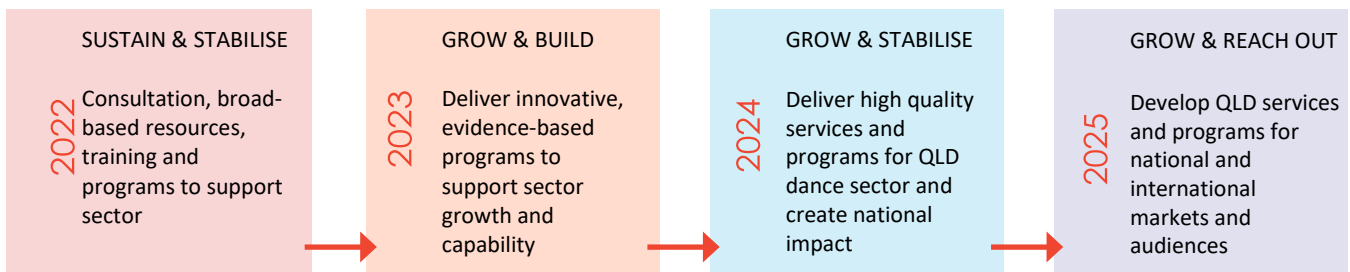 SUSTAIN & STABILISE
2022
Consultation, broad-
based resources,
training and
programs to support
sector
GROW & BUILD
2023
Deliver innovative,
evidence-based
programs to
support sector
growth and
capability
GROW & STABILISE
2024
Deliver high quality
services and
programs for QLD
dance sector and
create national
impact
GROW & REACH OUT
2025
Develop QLD services
and programs for
national and
international
markets and
audiences